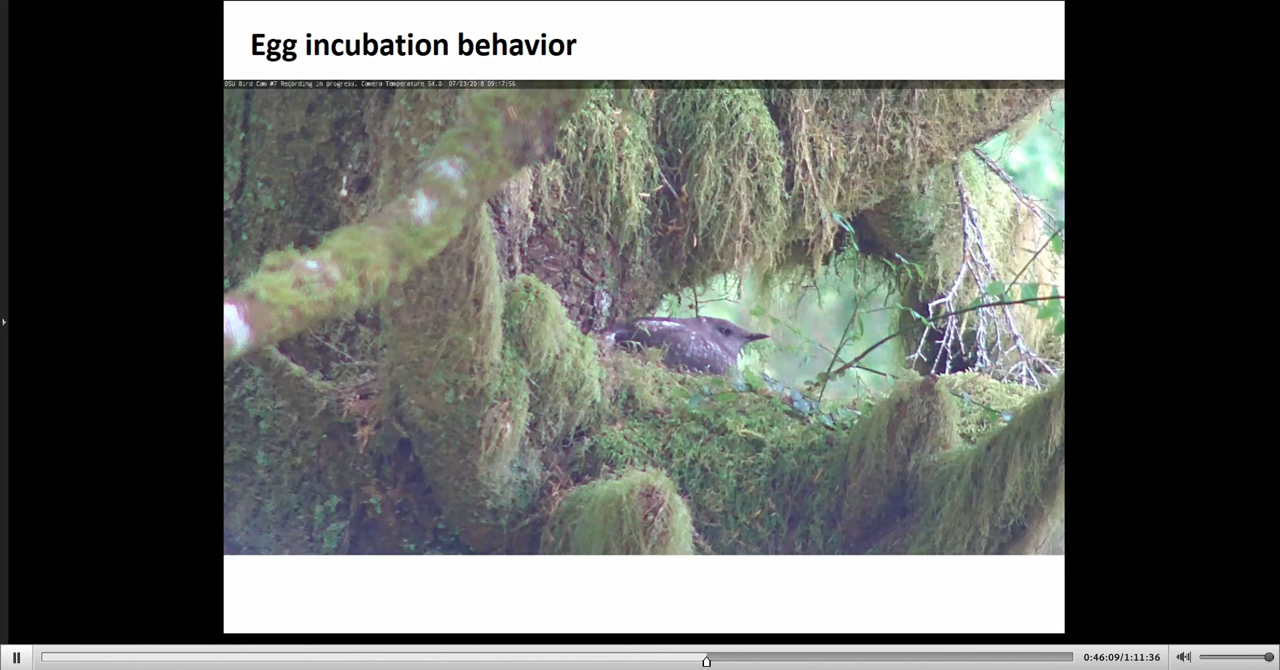 Egg incubation behavior
OSU Bird Cam #7 Recording in progress. Camera Temperature 54.0 07/23/2018 09:17:56
0:46:09/1:11:36